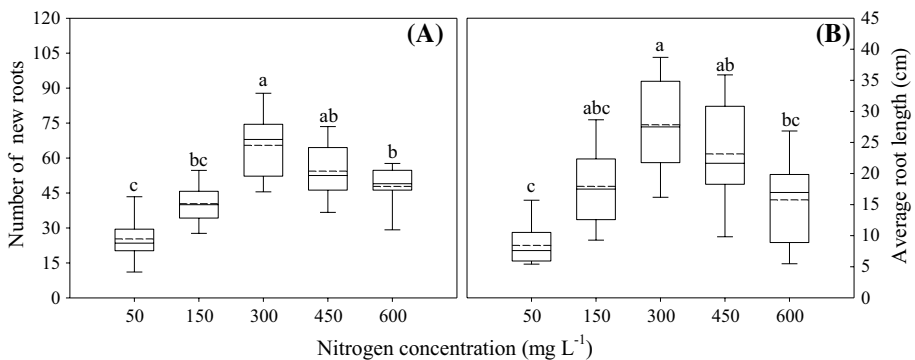 120
105
90
75
60
45
30
15
0
Number of new roots
(A)
c
bc
a
ab
b
50 150 300 450 600
(B)
c
abc
a
ab
bc
50 150 300 450 600
45
40
35
30
25
20
15
10
5
0
Average root length (cm)
Nitrogen concentration (mg L⁻¹)